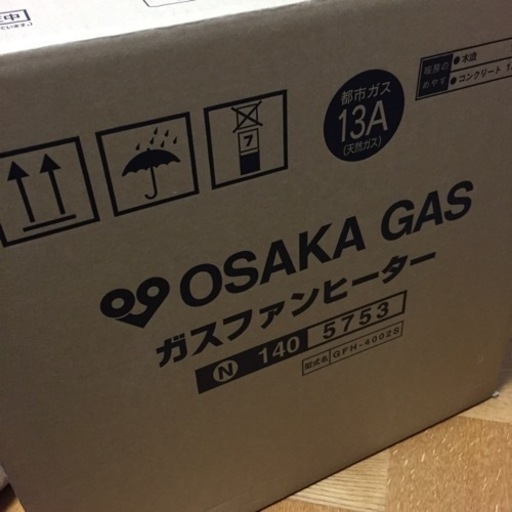 都市ガス
13A
(天然ガス)
暖房の
めやす
●木造
●コンクリート
7
OSAKA GAS
ガスファンヒーター
N 140 5753
型式名 GFH-4002S